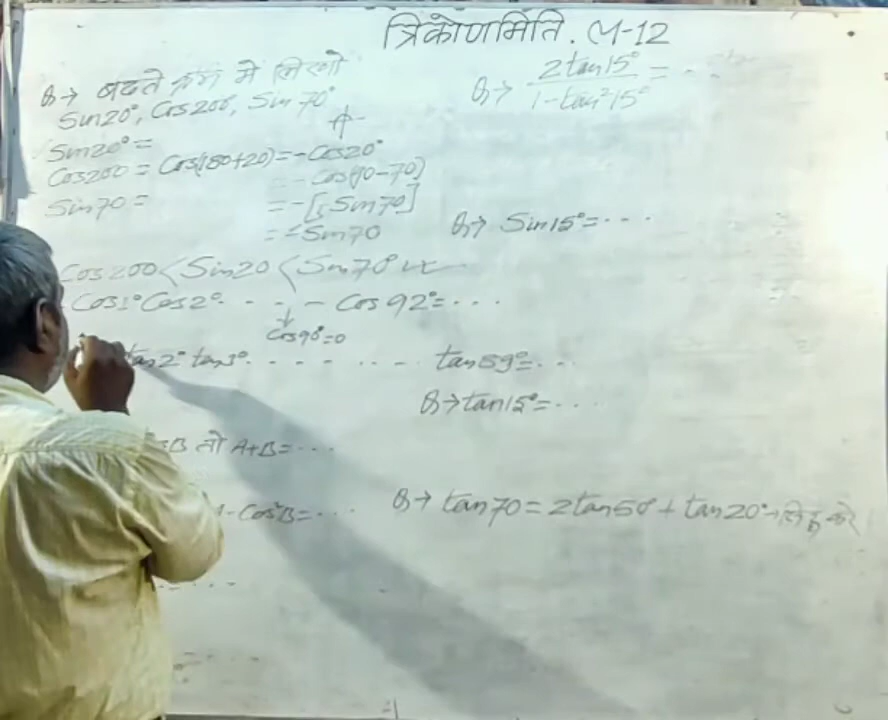 त्रिकोणमिति. M-12
Q→ बढते क्रम मे लिखो
Sin20°, Cos200, Sin70°
Sin20° =
Cos200 = Cos(180+20) = -Cos20°
= - Cos(90-70)
Sin70 =
= -[Sin70]
= -Sin70
Cos200 < Sin20 < Sin70°
Cos1° Cos2° - - - - Cos92° = ...
Cos90°=0
tan2° tan3° - - - - - - - tan89° = ...
=B तो A+B = ...
- Cos²B = ...
Q→ 2tan15° / 1-tan²15° = ...
Q→ Sin15° = ...
Q→ tan15° = ...
Q→ tan70 = 2tan50° + tan20° सिद्ध करे